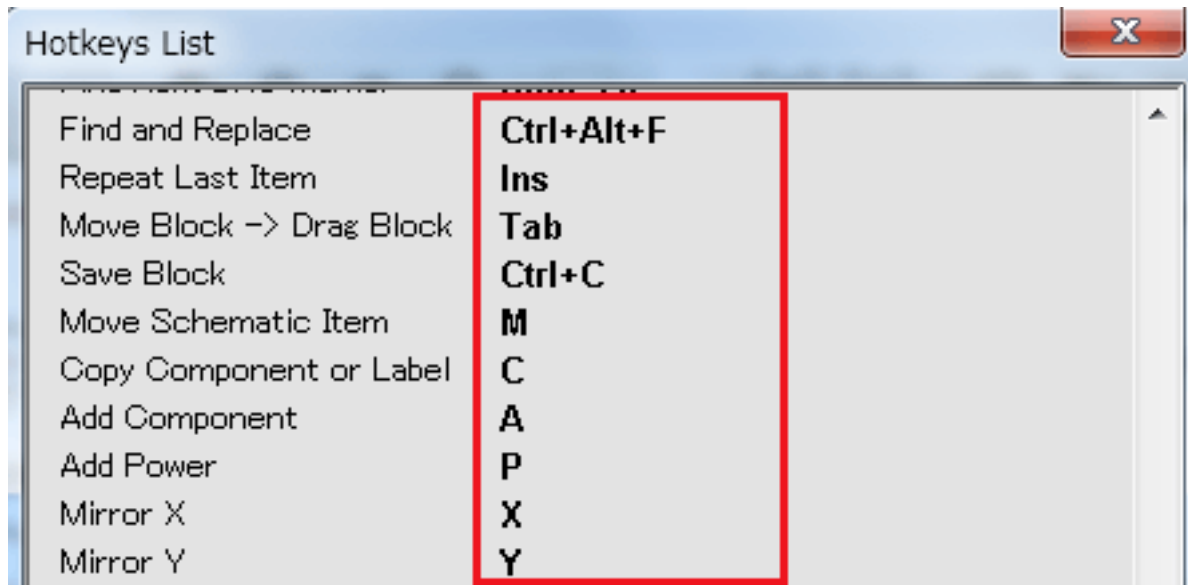 Hotkeys List
Find and Replace Ctrl+Alt+F
Repeat Last Item Ins
Move Block -> Drag Block Tab
Save Block Ctrl+C
Move Schematic Item M
Copy Component or Label C
Add Component A
Add Power P
Mirror X X
Mirror Y Y